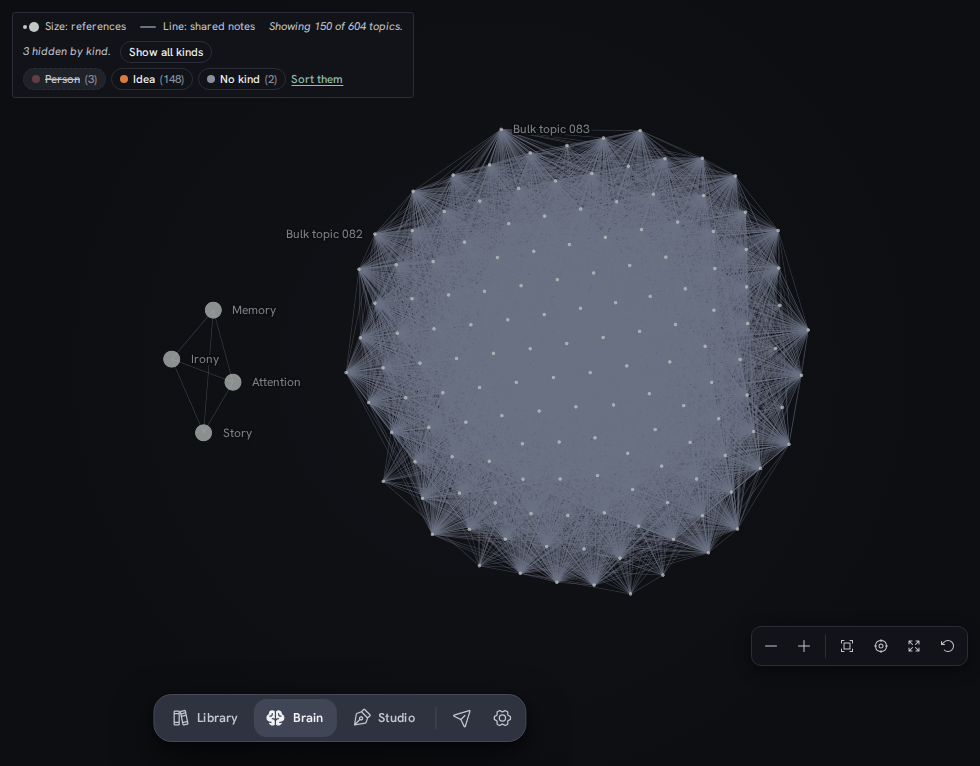 Size: references Line: shared notes Showing 150 of 604 topics.
3 hidden by kind. Show all kinds
Person (3) Idea (148) No kind (2) Sort them
Bulk topic 083
Bulk topic 082
Memory
Irony
Attention
Story
Library Brain Studio